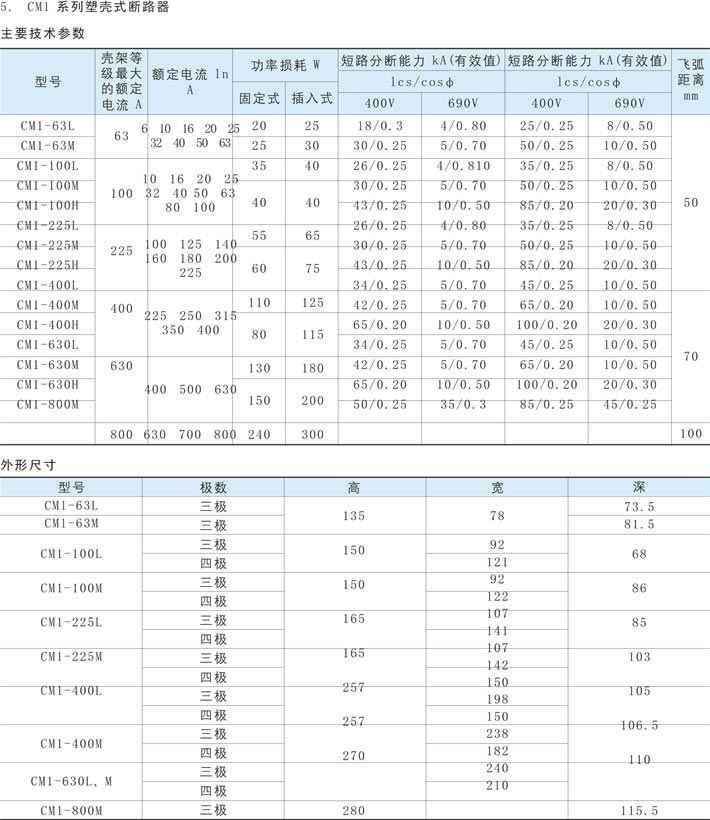 5. CM1 系列塑壳式断路器
主要技术参数
型号 壳架等级最大的额定电流 A 额定电流 ln A 功率损耗 W 短路分断能力 kA(有效值) 短路分断能力 kA(有效值) 飞弧距离 mm
固定式 插入式 lcs/cosφ lcs/cosφ
400V 690V 400V 690V
CM1-63L 63 6 10 16 20 25 20 25 18/0.3 4/0.80 25/0.25 8/0.50 50
CM1-63M 32 40 50 63 25 30 30/0.25 5/0.70 50/0.25 10/0.50
CM1-100L 100 10 16 20 25 35 40 26/0.25 4/0.810 35/0.25 8/0.50
CM1-100M 32 40 50 63 40 40 30/0.25 5/0.70 50/0.25 10/0.50
CM1-100H 80 100 43/0.25 10/0.50 85/0.20 20/0.30
CM1-225L 225 100 125 140 55 65 26/0.25 4/0.80 35/0.25 8/0.50
CM1-225M 160 180 200 30/0.25 5/0.70 50/0.25 10/0.50
CM1-225H 225 60 75 43/0.25 10/0.50 85/0.20 20/0.30
CM1-400L 34/0.25 5/0.70 45/0.25 10/0.50
CM1-400M 400 225 250 315 110 125 42/0.25 5/0.70 65/0.20 10/0.50 70
CM1-400H 350 400 80 115 65/0.20 10/0.50 100/0.20 20/0.30
CM1-630L 34/0.25 5/0.70 45/0.25 10/0.50
CM1-630M 630 400 500 630 130 180 42/0.25 5/0.70 65/0.20 10/0.50
CM1-630H 150 200 65/0.20 10/0.50 100/0.20 20/0.30
CM1-800M 50/0.25 35/0.3 85/0.25 45/0.25
800 630 700 800 240 300 100
外形尺寸
型号 极数 高 宽 深
CM1-63L 三极 135 78 73.5
CM1-63M 三极 81.5
CM1-100L 三极 150 92 68
四极 121
CM1-100M 三极 150 92 86
四极 122
CM1-225L 三极 165 107 85
四极 141
CM1-225M 三极 165 107 103
四极 142
CM1-400L 三极 257 150 105
四极 257 198 106.5
150
CM1-400M 三极 238
四极 270 182 110
CM1-630L、M 三极 240
四极 210
CM1-800M 三极 280 115.5